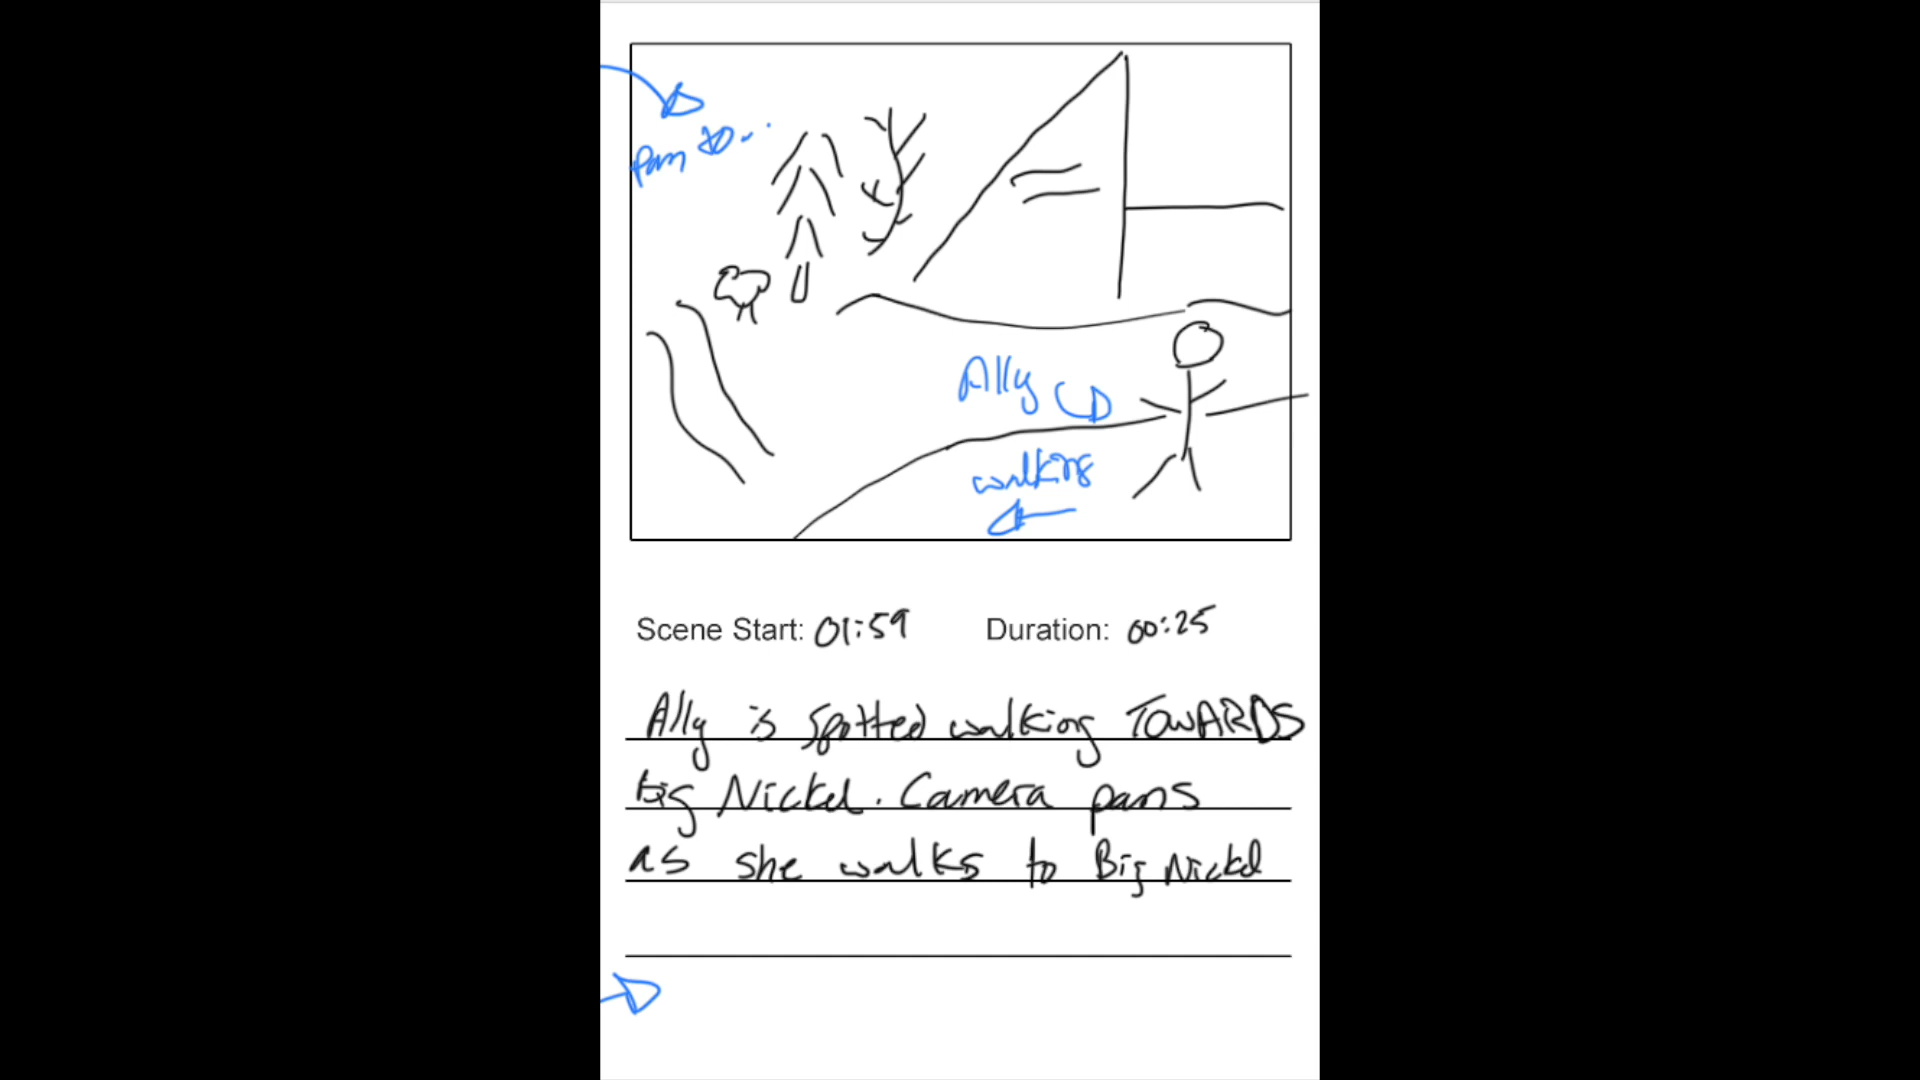 Pan to...
Ally
walking
Scene Start: 01:59 Duration: 00:25
Ally is spotted walking TOWARDS
big Nickel. Camera pans
as she walks to Big Nickel